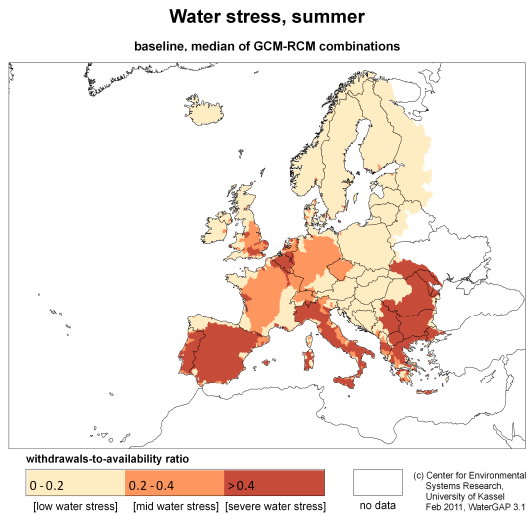 Water stress, summer
baseline, median of GCM-RCM combinations
withdrawals-to-availability ratio
0 - 0.2
0.2 - 0.4
> 0.4
[low water stress]
[mid water stress]
[severe water stress]
no data
(c) Center for Environmental
Systems Research,
University of Kassel
Feb 2011, WaterGAP 3.1